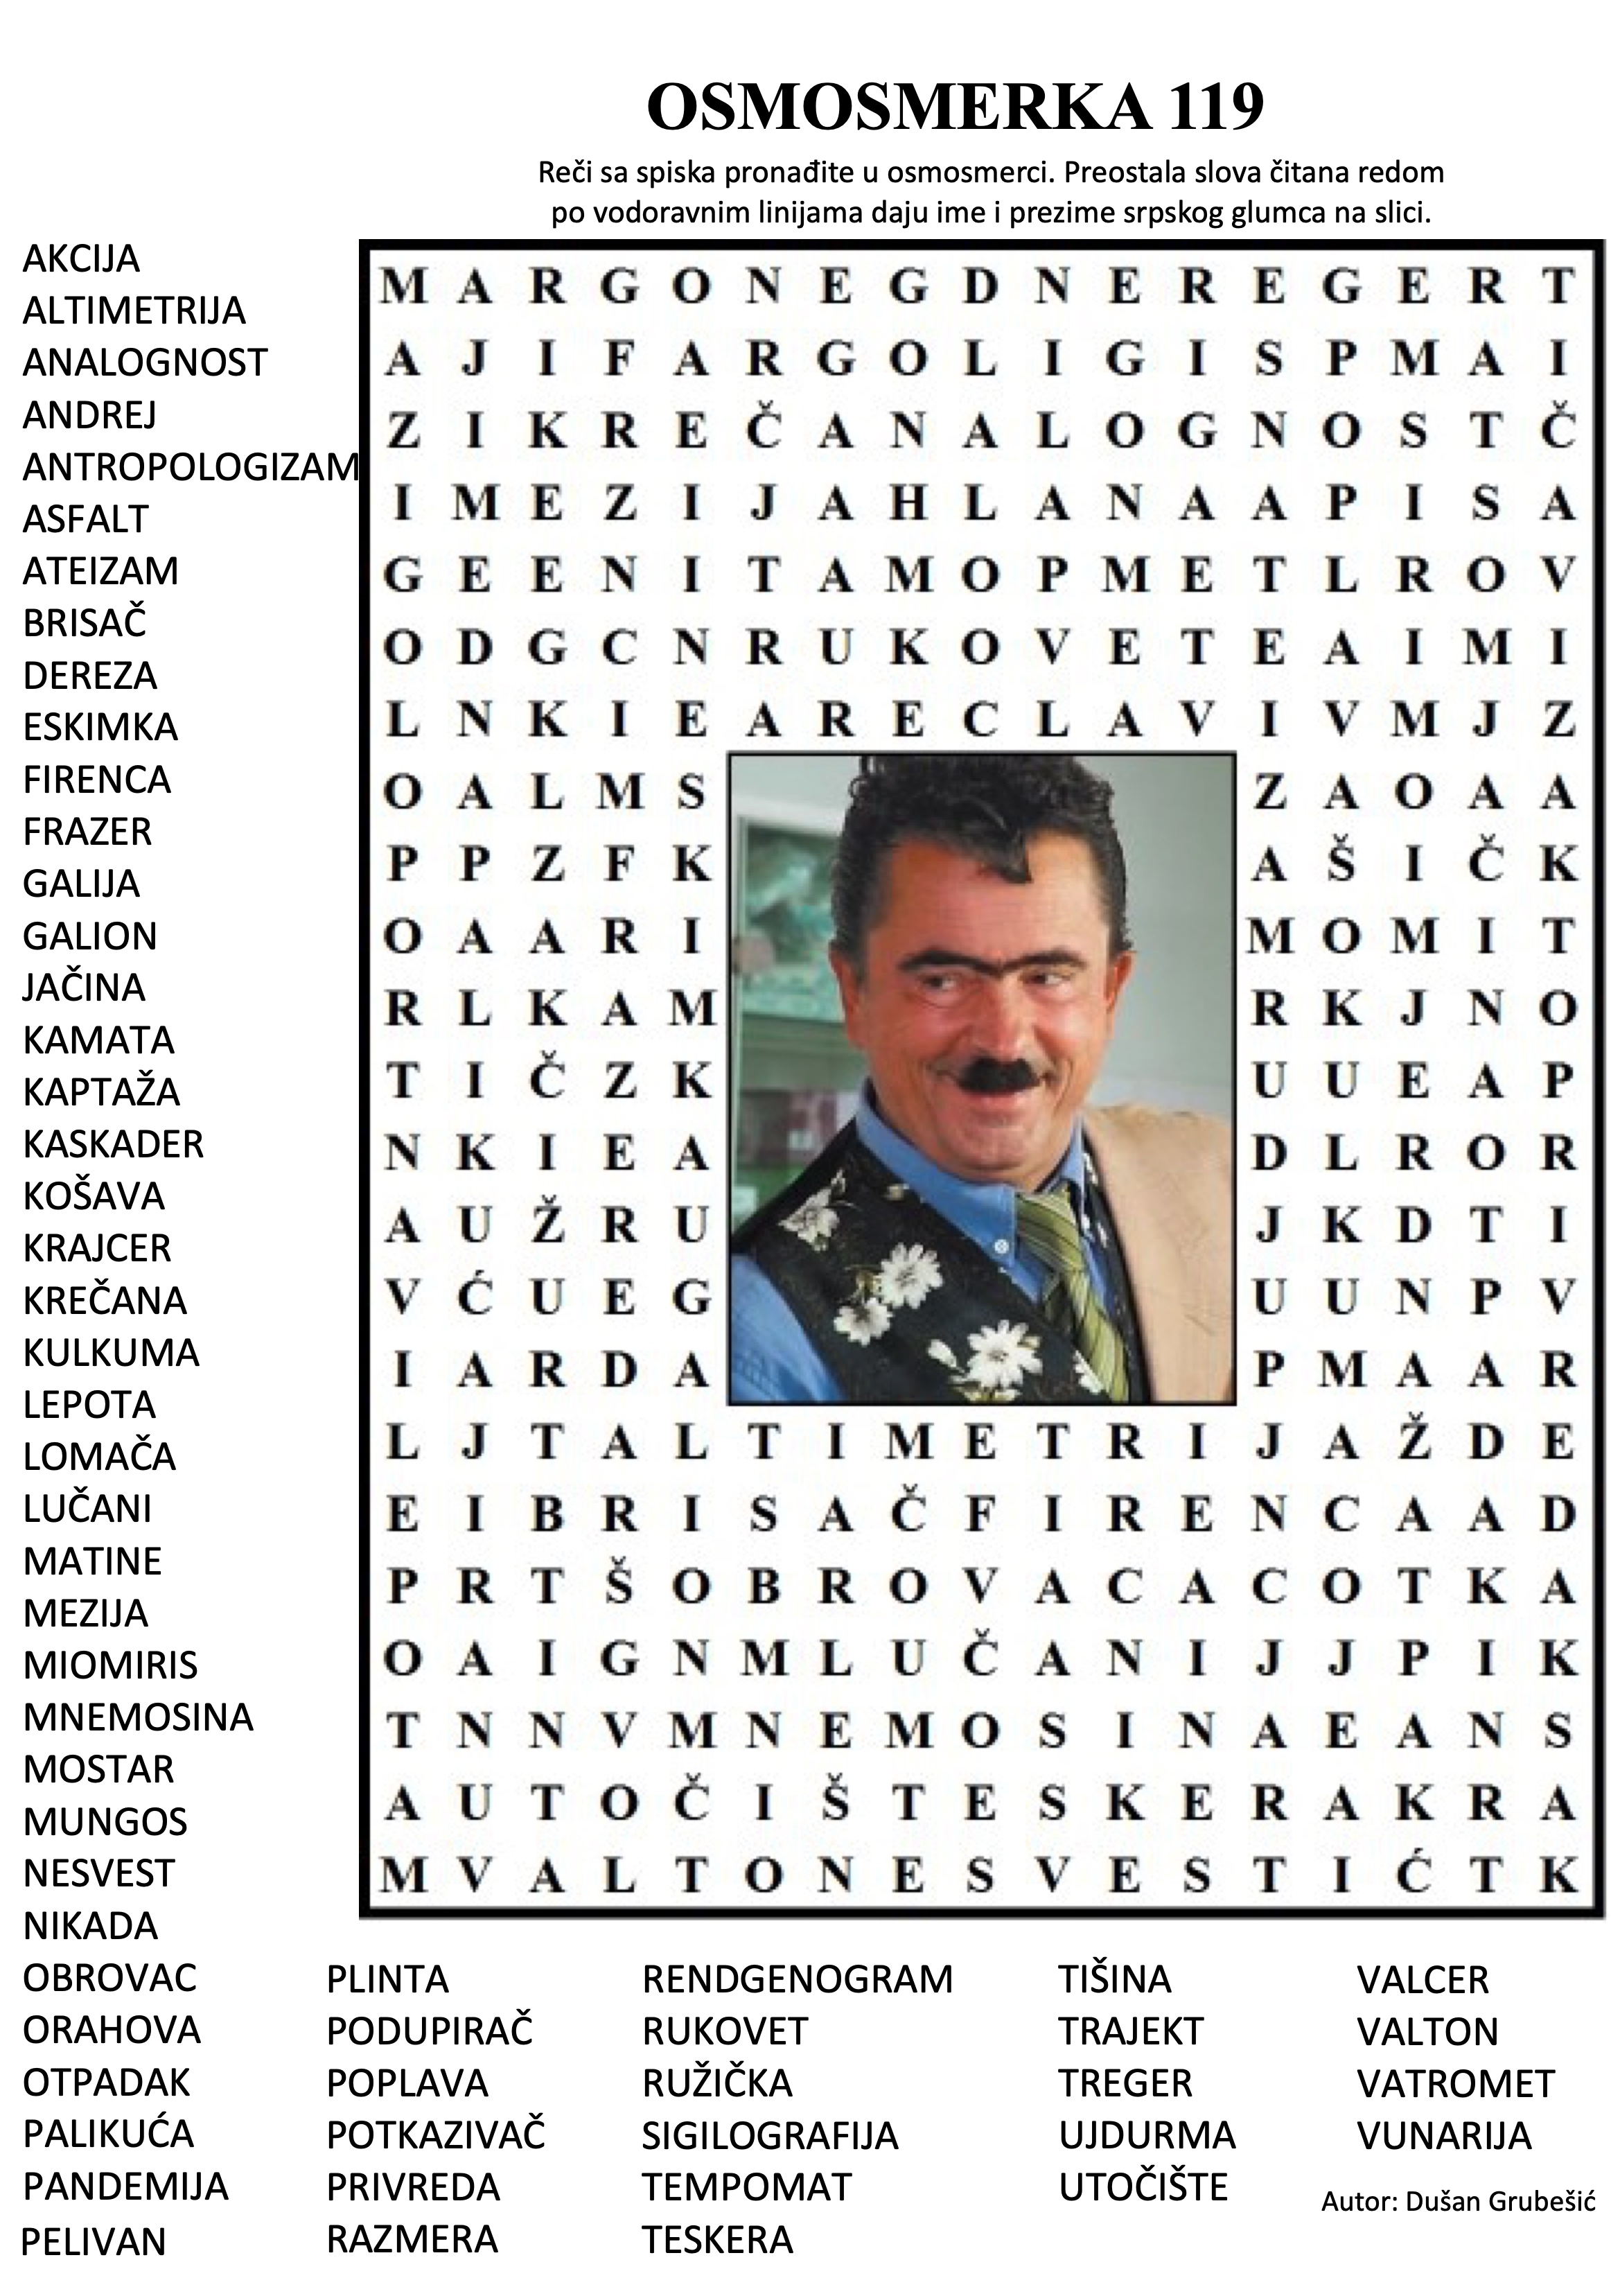 OSMOSMERKA 119
Reči sa spiska pronađite u osmosmerci. Preostala slova čitana redom
po vodoravnim linijama daju ime i prezime srpskog glumca na slici.
AKCIJA
ALTIMETRIJA
ANALOGNOST
ANDREJ
ANTROPOLOGIZAM
ASFALT
ATEIZAM
BRISAČ
DEREZA
ESKIMKA
FIRENCA
FRAZER
GALIJA
GALION
JAČINA
KAMATA
KAPTAŽA
KASKADER
KOŠAVA
KRAJCER
KREČANA
KULKUMA
LEPOTA
LOMAČA
LUČANI
MATINE
MEZIJA
MIOMIRIS
MNEMOSINA
MOSTAR
MUNGOS
NESVEST
NIKADA
OBROVAC
ORAHOVA
OTPADAK
PALIKUĆA
PANDEMIJA
PELIVAN
M A R G O N E G D N E R E G E R T
A J I F A R G O L I G I S P M A I
Z I K R E Č A N A L O G N O S T Č
I M E Z I J A H L A N A A P I S A
G E E N I T A M O P M E T L R O V
O D G C N R U K O V E T E A I M I
L N K I E A R E C L A V I V M J Z
O A L M S Z A O A A
P P Z F K A Š I Č K
O A A R I M O M I T
R L K A M R K J N O
T I Č Z K U U E A P
N K I E A D L R O R
A U Ž R U J K D T I
V Ć U E G U U N P V
I A R D A P M A A R
L J T A L T I M E T R I J A Ž D E
E I B R I S A Č F I R E N C A A D
P R T Š O B R O V A C A C O T K A
O A I G N M L U Č A N I J J P I K
T N N V M N E M O S I N A E A N S
A U T O Č I Š T E S K E R A K R A
M V A L T O N E S V E S T I Ć T K
PLINTA
PODUPIRAČ
POPLAVA
POTKAZIVAČ
PRIVREDA
RAZMERA
RENDGENOGRAM
RUKOVET
RUŽIČKA
SIGILOGRAFIJA
TEMPOMAT
TESKERA
TIŠINA
TRAJEKT
TREGER
UJDURMA
UTOČIŠTE
VALCER
VALTON
VATROMET
VUNARIJA
Autor: Dušan Grubešić